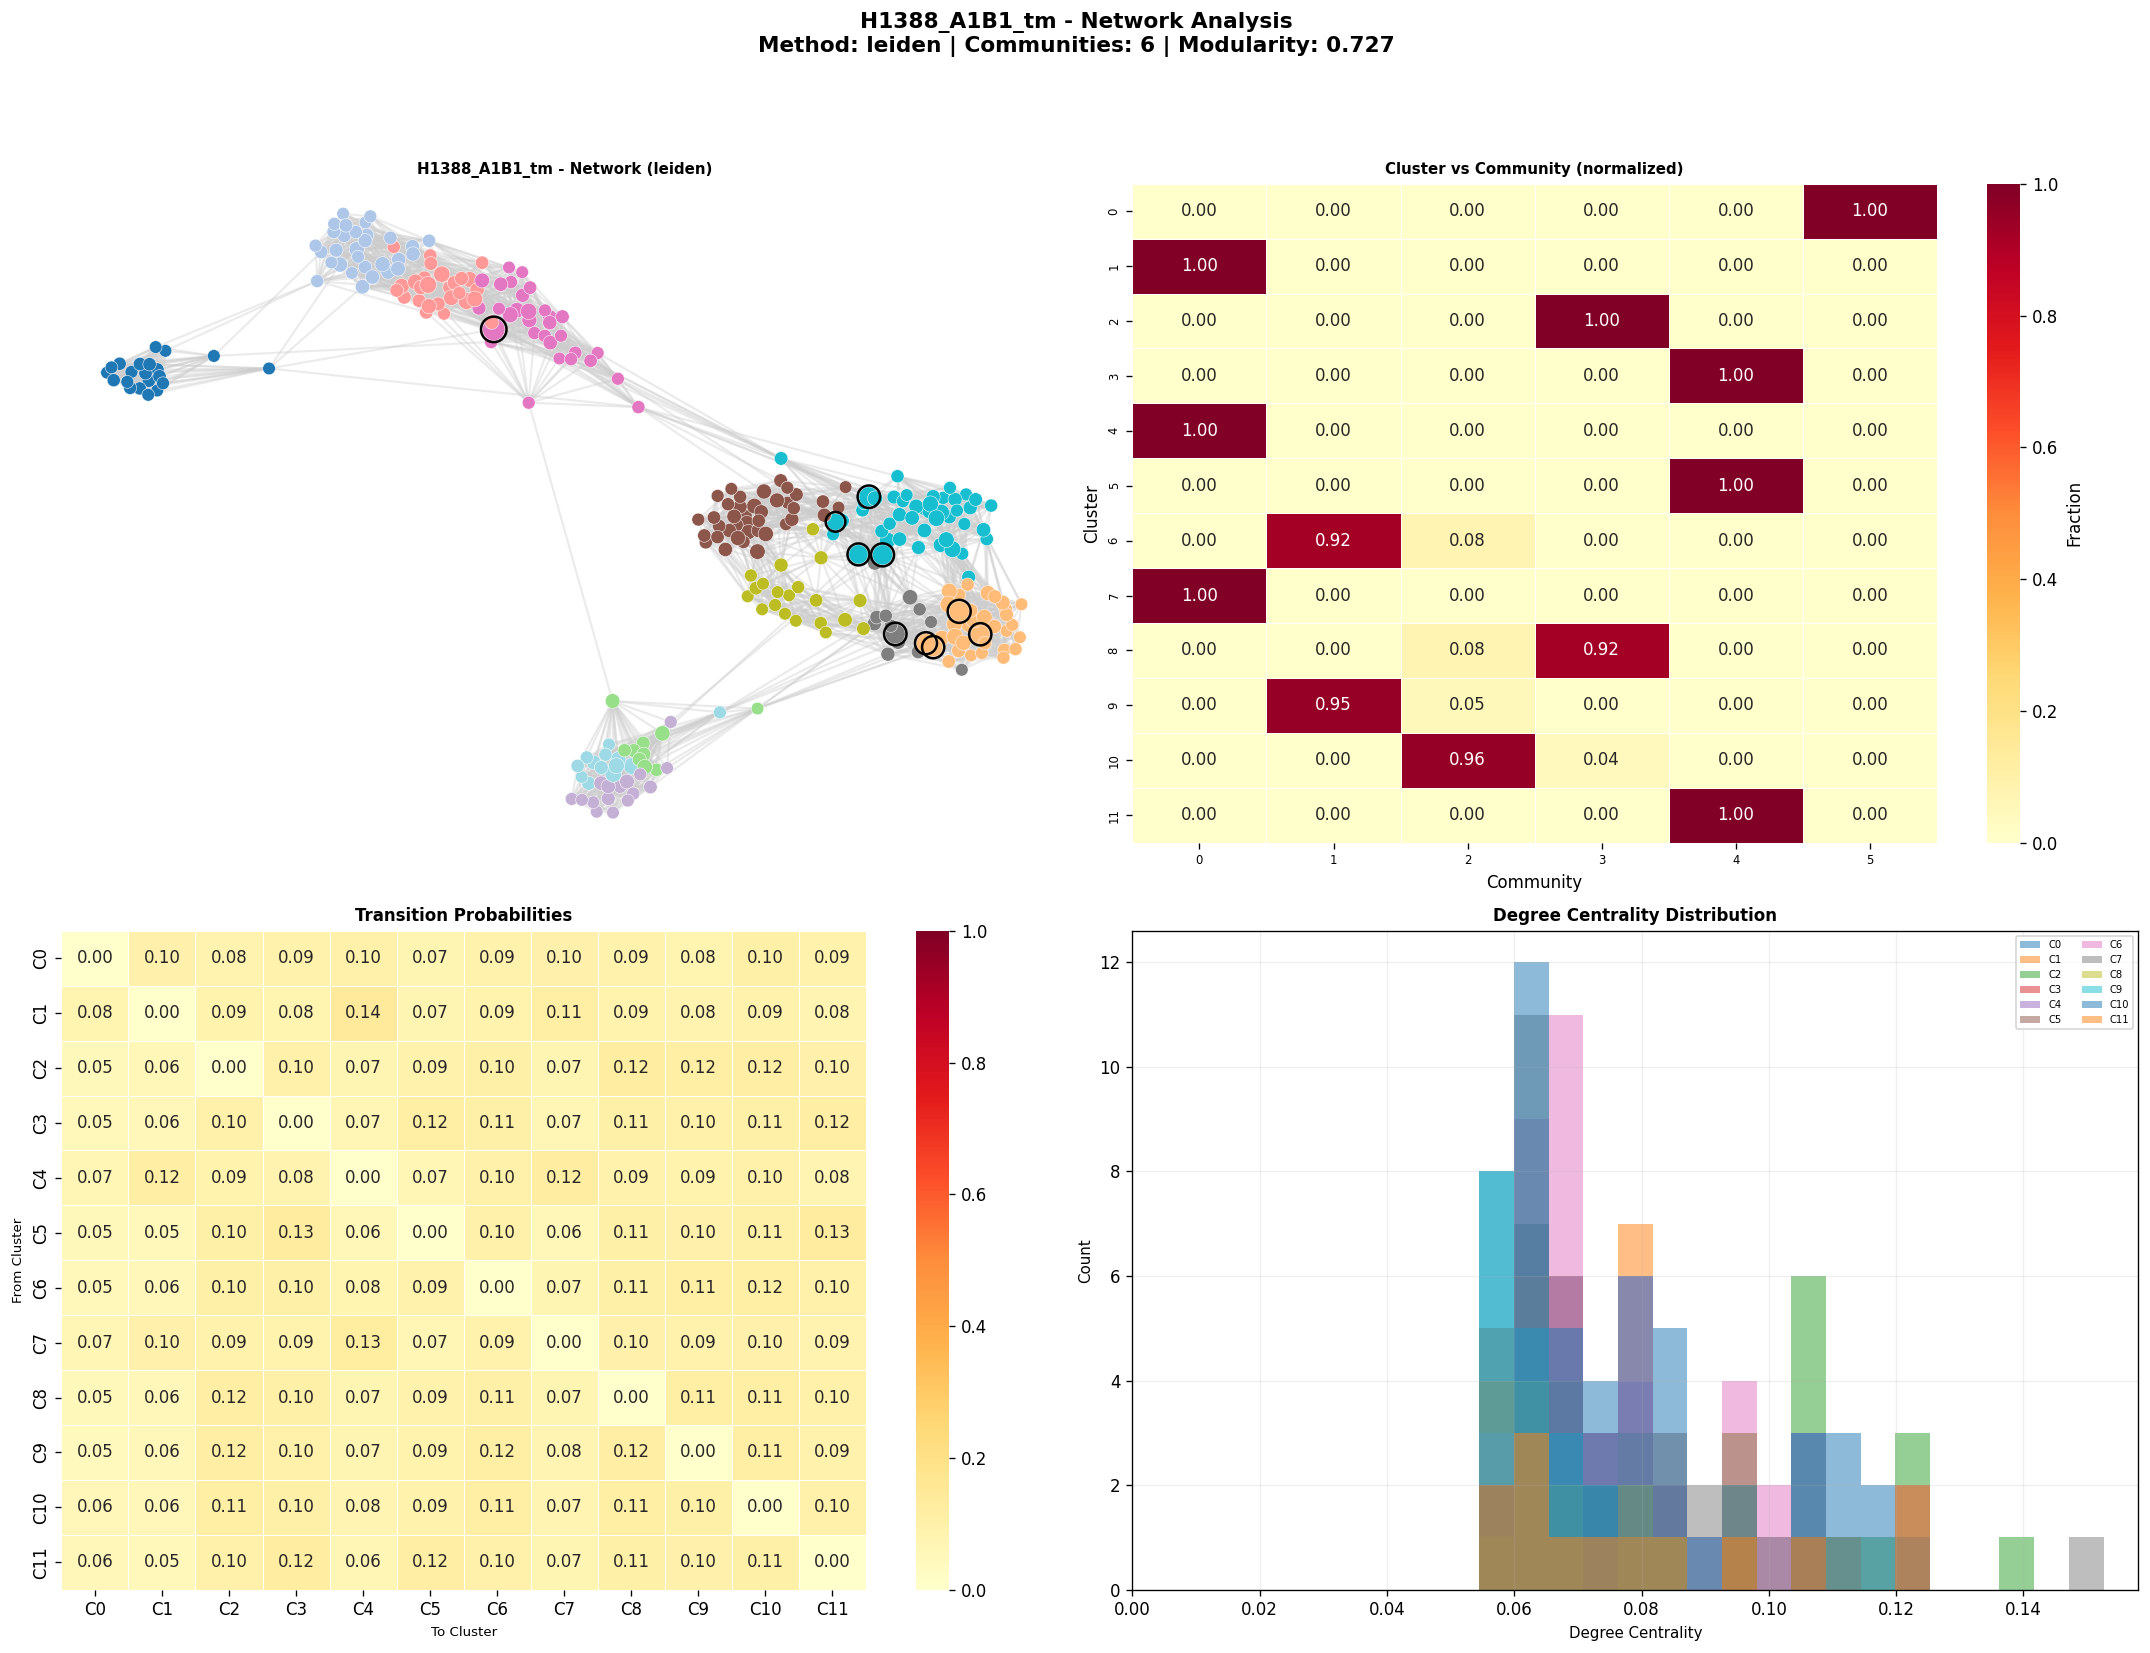 H1388_A1B1_tm - Network Analysis
Method: leiden | Communities: 6 | Modularity: 0.727
H1388_A1B1_tm - Network (leiden)
Cluster vs Community (normalized)
0 0.00 0.00 0.00 0.00 0.00 1.00
1 1.00 0.00 0.00 0.00 0.00 0.00
2 0.00 0.00 0.00 1.00 0.00 0.00
3 0.00 0.00 0.00 0.00 1.00 0.00
4 1.00 0.00 0.00 0.00 0.00 0.00
5 0.00 0.00 0.00 0.00 1.00 0.00
6 0.00 0.92 0.08 0.00 0.00 0.00
7 1.00 0.00 0.00 0.00 0.00 0.00
8 0.00 0.00 0.08 0.92 0.00 0.00
9 0.00 0.95 0.05 0.00 0.00 0.00
10 0.00 0.00 0.96 0.04 0.00 0.00
11 0.00 0.00 0.00 0.00 1.00 0.00
0 1 2 3 4 5
Cluster
Community
1.0
0.8
0.6
0.4
0.2
0.0
Fraction
Transition Probabilities
C0 0.00 0.10 0.08 0.09 0.10 0.07 0.09 0.10 0.09 0.08 0.10 0.09
C1 0.08 0.00 0.09 0.08 0.14 0.07 0.09 0.11 0.09 0.08 0.09 0.08
C2 0.05 0.06 0.00 0.10 0.07 0.09 0.10 0.07 0.12 0.12 0.12 0.10
C3 0.05 0.06 0.10 0.00 0.07 0.12 0.11 0.07 0.11 0.10 0.11 0.12
C4 0.07 0.12 0.09 0.08 0.00 0.07 0.10 0.12 0.09 0.09 0.10 0.08
C5 0.05 0.05 0.10 0.13 0.06 0.00 0.10 0.06 0.11 0.10 0.11 0.13
C6 0.05 0.06 0.10 0.10 0.08 0.09 0.00 0.07 0.11 0.11 0.12 0.10
C7 0.07 0.10 0.09 0.09 0.13 0.07 0.09 0.00 0.10 0.09 0.10 0.09
C8 0.05 0.06 0.12 0.10 0.07 0.09 0.11 0.07 0.00 0.11 0.11 0.10
C9 0.05 0.06 0.12 0.10 0.07 0.09 0.12 0.08 0.12 0.00 0.11 0.09
C10 0.06 0.06 0.11 0.10 0.08 0.09 0.11 0.07 0.11 0.10 0.00 0.10
C11 0.06 0.05 0.10 0.12 0.06 0.12 0.10 0.07 0.11 0.10 0.11 0.00
C0 C1 C2 C3 C4 C5 C6 C7 C8 C9 C10 C11
From Cluster
To Cluster
1.0
0.8
0.6
0.4
0.2
0.0
Degree Centrality Distribution
C0 C6
C1 C7
C2 C8
C3 C9
C4 C10
C5 C11
12
10
8
6
4
2
0
Count
0.00 0.02 0.04 0.06 0.08 0.10 0.12 0.14
Degree Centrality